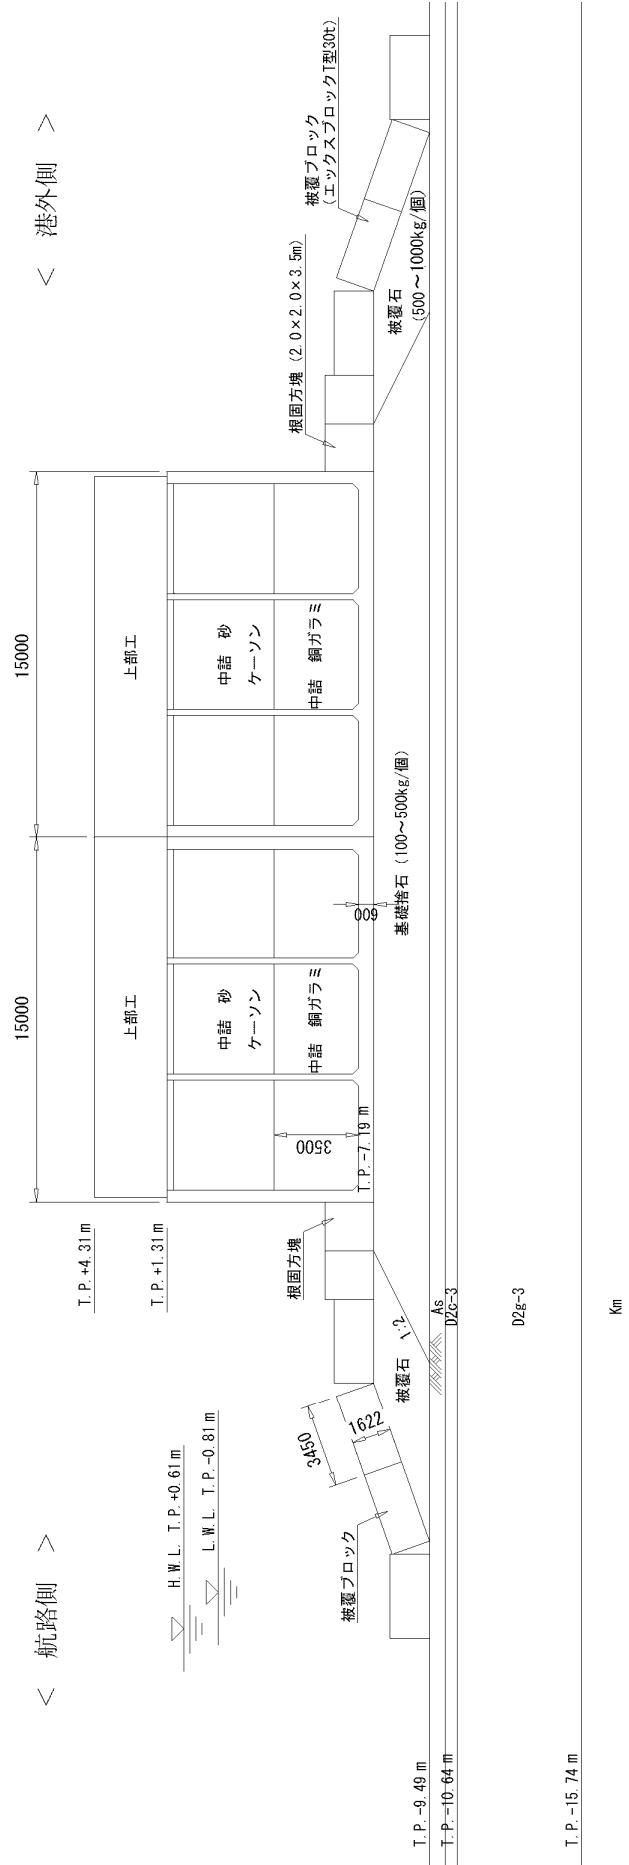 ＜ 航路側 ＞
＜ 港外側 ＞
15000
15000
T.P.+4.31m
上部工
上部工
T.P.+1.31m
H.W.L. T.P.+0.61m
L.W.L. T.P.-0.81m
中詰 砂
ケーソン
中詰 砂
ケーソン
中詰 銅ガラミ
中詰 銅ガラミ
3500
600
T.P.-7.19m
根固方塊
根固方塊 (2.0×2.0×3.5m)
被覆ブロック
(エックスブロックT型30t)
3450
1622
被覆ブロック
被覆石
1:2
基礎捨石 (100～500kg/個)
被覆石
(500～1000kg/個)
T.P.-9.49m
As
T.P.-10.64m
D2c-3
D2g-3
T.P.-15.74m
Km